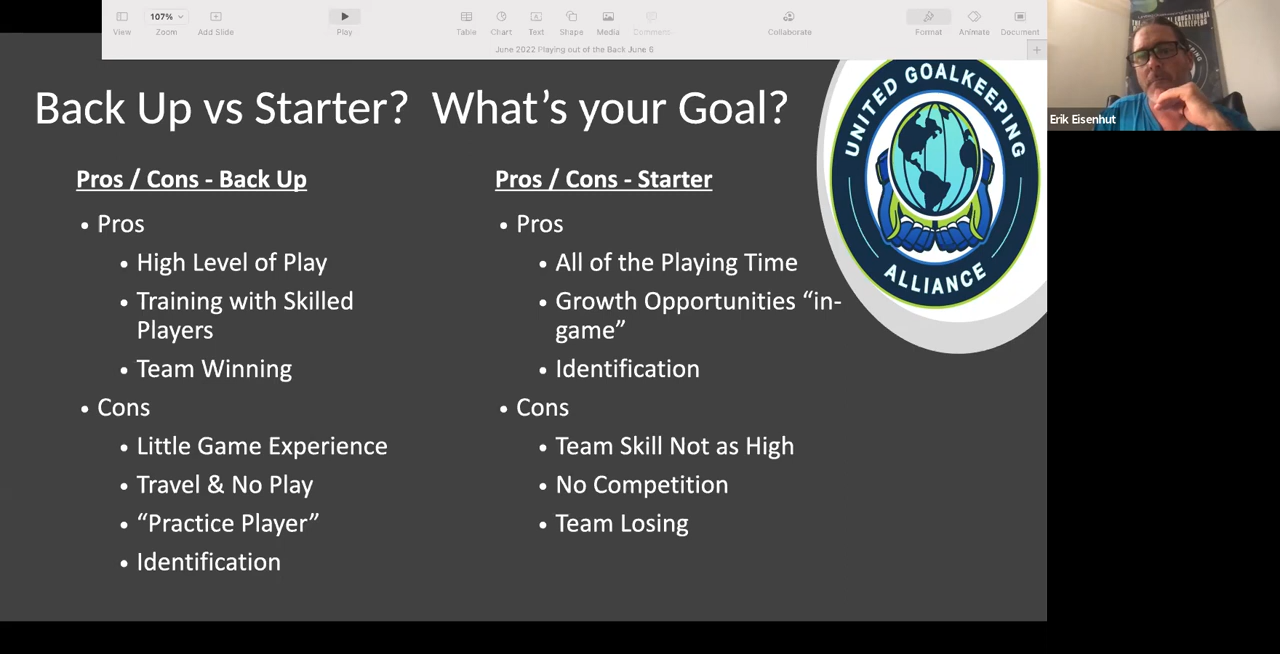 107%
View
Zoom
Add Slide
Play
Table
Chart
Text
Shape
Media
Comment
Collaborate
Format
Animate
Document
June 2022 Playing out of the Back June 6
Back Up vs Starter? What’s your Goal?
UNITED GOALKEEPING
ALLIANCE
Erik Eisenhut
Pros / Cons - Back Up
• Pros
• High Level of Play
• Training with Skilled
Players
• Team Winning
• Cons
• Little Game Experience
• Travel & No Play
• “Practice Player”
• Identification
Pros / Cons - Starter
• Pros
• All of the Playing Time
• Growth Opportunities “in-
game”
• Identification
• Cons
• Team Skill Not as High
• No Competition
• Team Losing